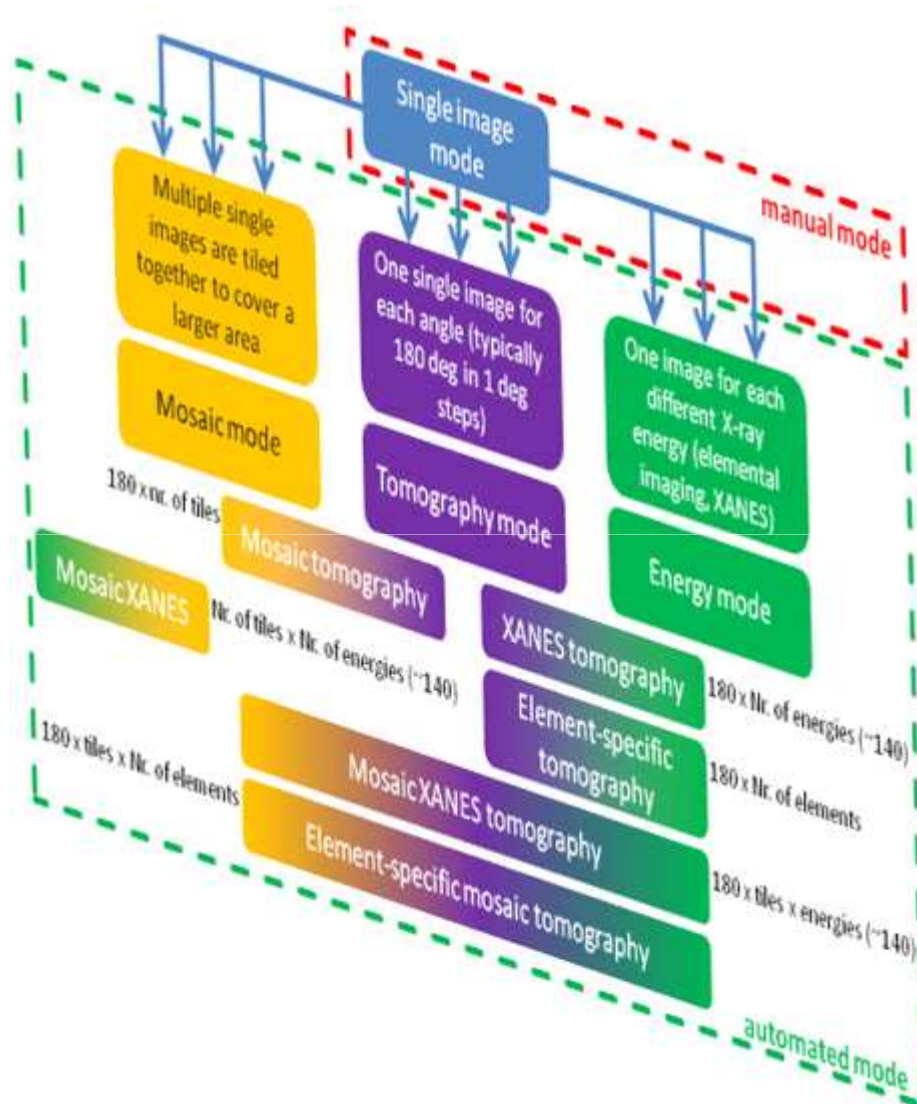 Single image
mode
manual mode
Multiple single
images are tiled
together to cover a
larger area
Mosaic mode
One single image for
each angle (typically
180 deg in 1 deg
steps)
Tomography mode
One image for each
different X-ray
energy (elemental
imaging, XANES)
Energy mode
180 x nr. of tiles
Mosaic tomography
Mosaic XANES
Nr. of tiles x Nr. of energies (~140)
XANES tomography
180 x Nr. of energies (~140)
Element-specific
tomography
180 x Nr. of elements
180 x tiles x Nr. of elements
Mosaic XANES tomography
180 x tiles x energies (~140)
Element-specific mosaic tomography
automated mode